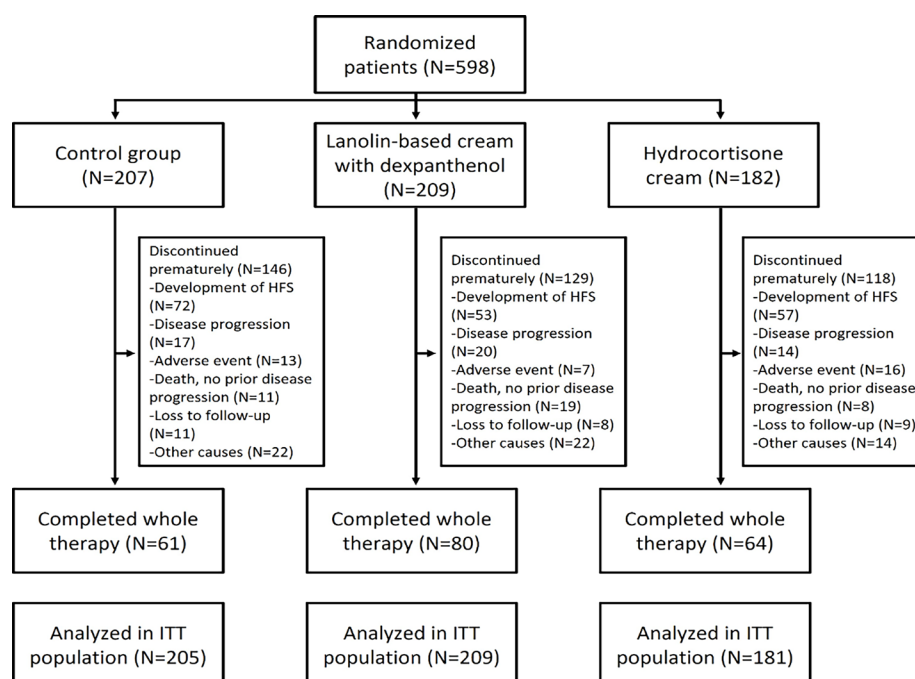 Randomized
patients (N=598)
Control group
(N=207)
Lanolin-based cream
with dexpanthenol
(N=209)
Hydrocortisone
cream (N=182)
Discontinued
prematurely (N=146)
-Development of HFS
(N=72)
-Disease progression
(N=17)
-Adverse event (N=13)
-Death, no prior disease
progression (N=11)
-Loss to follow-up
(N=11)
-Other causes (N=22)
Discontinued
prematurely (N=129)
-Development of HFS
(N=53)
-Disease progression
(N=20)
-Adverse event (N=7)
-Death, no prior disease
progression (N=19)
-Loss to follow-up (N=8)
-Other causes (N=22)
Discontinued
prematurely (N=118)
-Development of HFS
(N=57)
-Disease progression
(N=14)
-Adverse event (N=16)
-Death, no prior disease
progression (N=8)
-Loss to follow-up (N=9)
-Other causes (N=14)
Completed whole
therapy (N=61)
Completed whole
therapy (N=80)
Completed whole
therapy (N=64)
Analyzed in ITT
population (N=205)
Analyzed in ITT
population (N=209)
Analyzed in ITT
population (N=181)